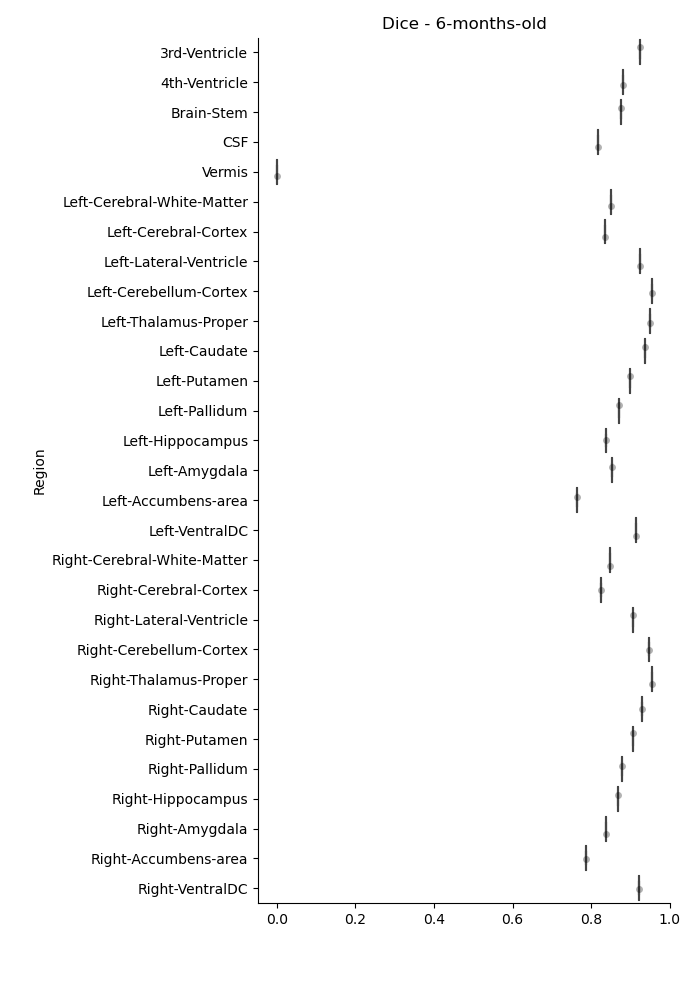 Dice - 6-months-old
3rd-Ventricle
4th-Ventricle
Brain-Stem
CSF
Vermis
Left-Cerebral-White-Matter
Left-Cerebral-Cortex
Left-Lateral-Ventricle
Left-Cerebellum-Cortex
Left-Thalamus-Proper
Left-Caudate
Left-Putamen
Left-Pallidum
Left-Hippocampus
Left-Amygdala
Left-Accumbens-area
Left-VentralDC
Right-Cerebral-White-Matter
Right-Cerebral-Cortex
Right-Lateral-Ventricle
Right-Cerebellum-Cortex
Right-Thalamus-Proper
Right-Caudate
Right-Putamen
Right-Pallidum
Right-Hippocampus
Right-Amygdala
Right-Accumbens-area
Right-VentralDC
Region
0.0 0.2 0.4 0.6 0.8 1.0